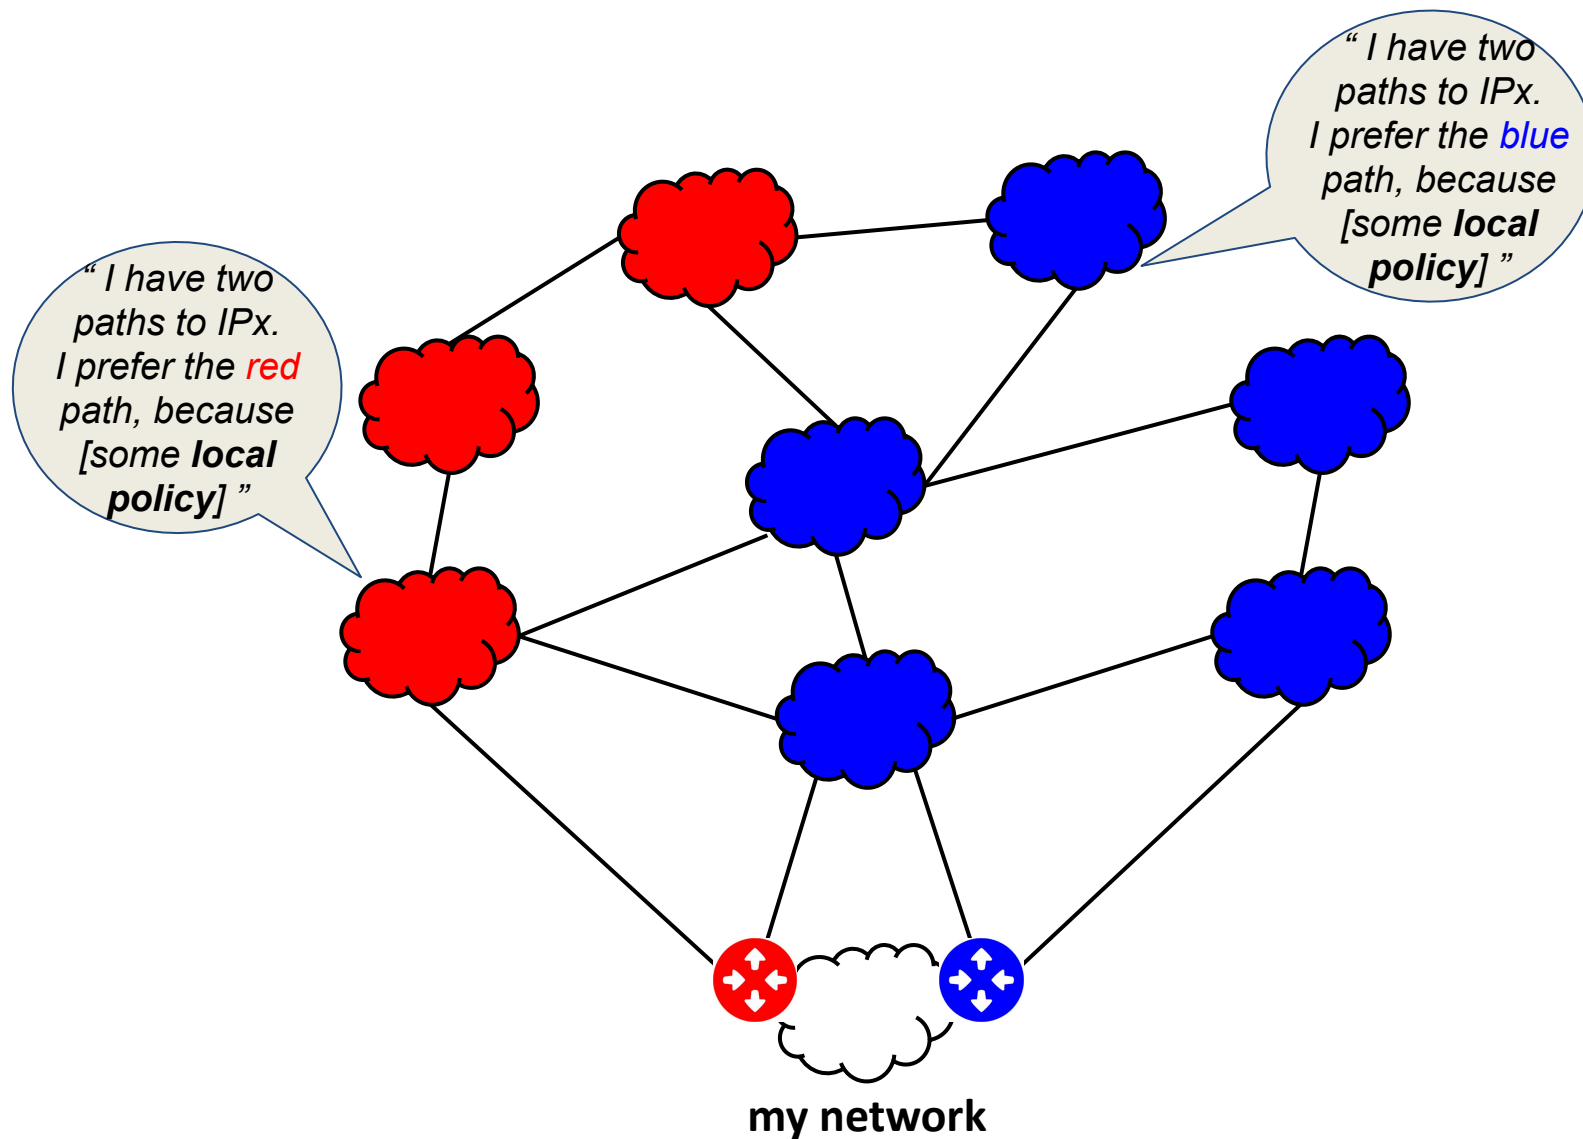 “ I have two
paths to IPx.
I prefer the blue
path, because
[some local
policy] ”
“ I have two
paths to IPx.
I prefer the red
path, because
[some local
policy] ”
my network